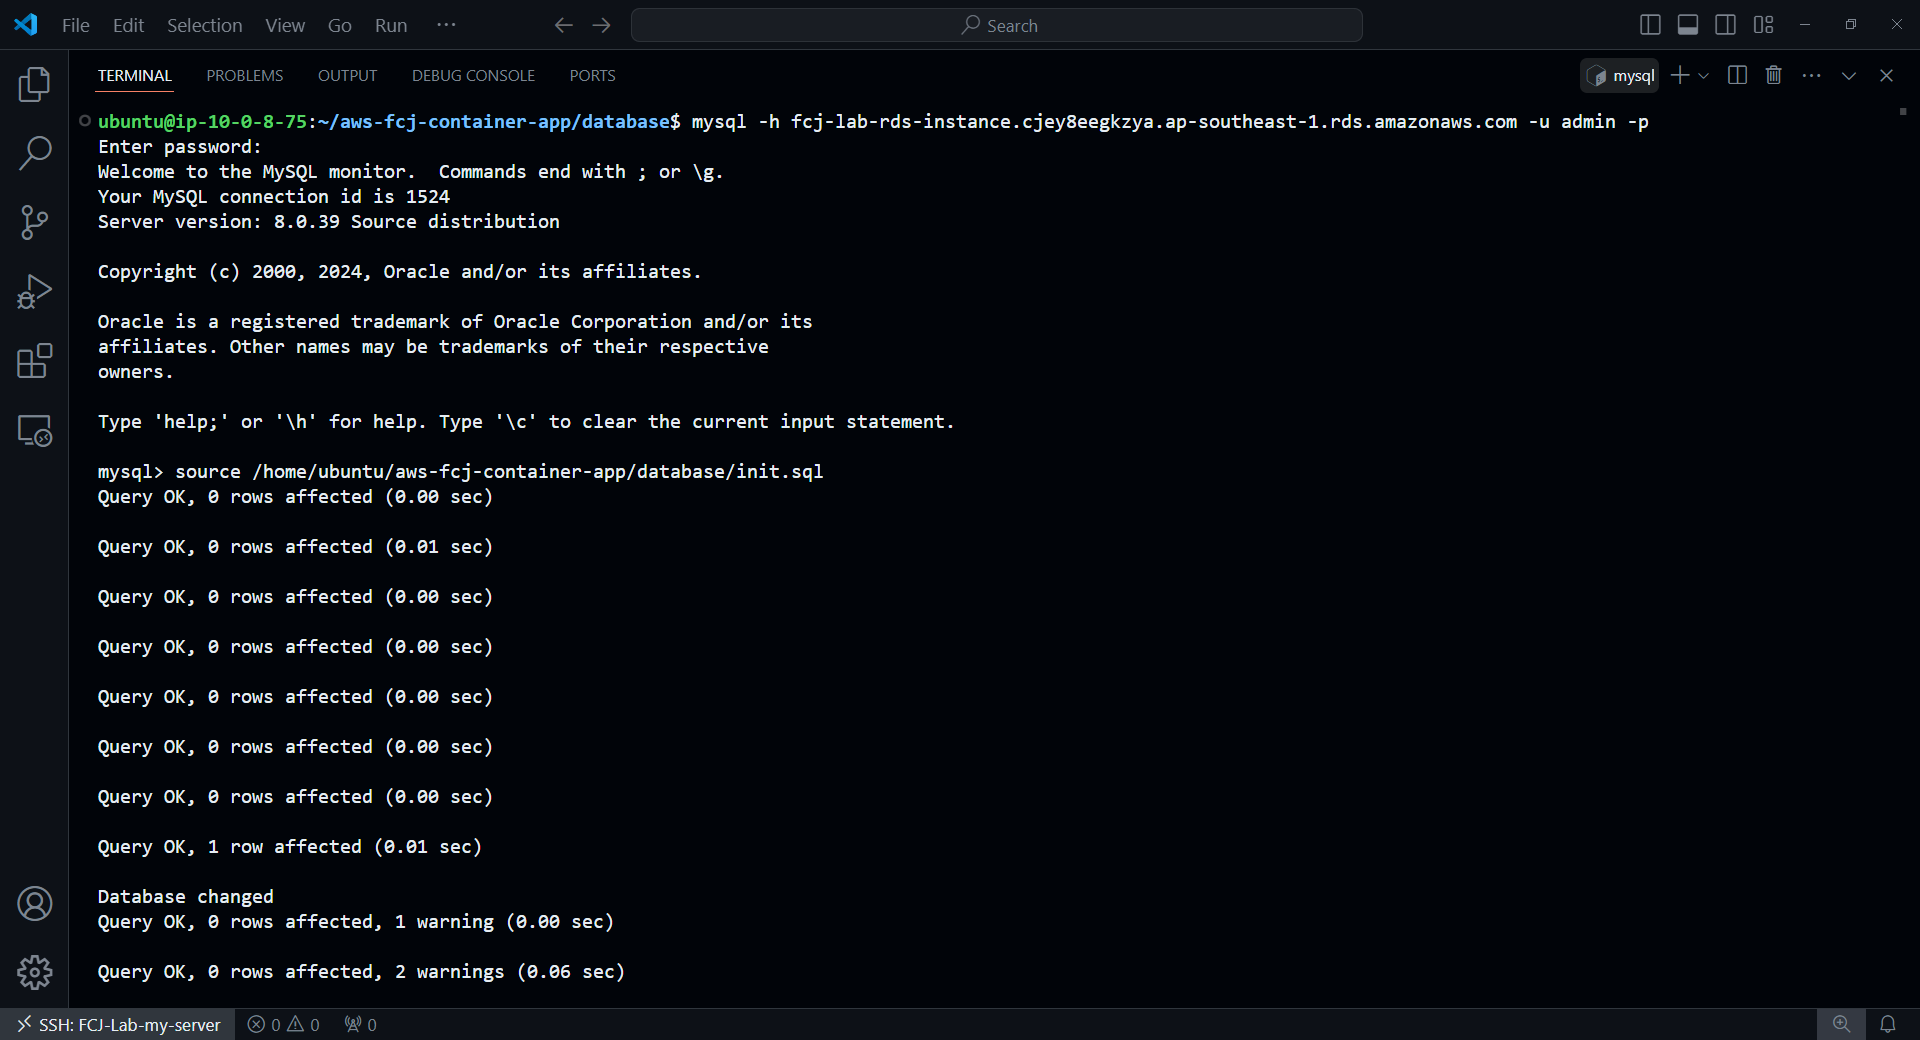 File Edit Selection View Go Run ···
Search
TERMINAL PROBLEMS OUTPUT DEBUG CONSOLE PORTS
mysql
ubuntu@ip-10-0-8-75:~/aws-fcj-container-app/database$ mysql -h fcj-lab-rds-instance.cjey8eegkzya.ap-southeast-1.rds.amazonaws.com -u admin -p
Enter password:
Welcome to the MySQL monitor.  Commands end with ; or \g.
Your MySQL connection id is 1524
Server version: 8.0.39 Source distribution
Copyright (c) 2000, 2024, Oracle and/or its affiliates.
Oracle is a registered trademark of Oracle Corporation and/or its
affiliates. Other names may be trademarks of their respective
owners.
Type 'help;' or '\h' for help. Type '\c' to clear the current input statement.
mysql> source /home/ubuntu/aws-fcj-container-app/database/init.sql
Query OK, 0 rows affected (0.00 sec)
Query OK, 0 rows affected (0.01 sec)
Query OK, 0 rows affected (0.00 sec)
Query OK, 0 rows affected (0.00 sec)
Query OK, 0 rows affected (0.00 sec)
Query OK, 0 rows affected (0.00 sec)
Query OK, 0 rows affected (0.00 sec)
Query OK, 1 row affected (0.01 sec)
Database changed
Query OK, 0 rows affected, 1 warning (0.00 sec)
Query OK, 0 rows affected, 2 warnings (0.06 sec)
SSH: FCJ-Lab-my-server 0 0 0